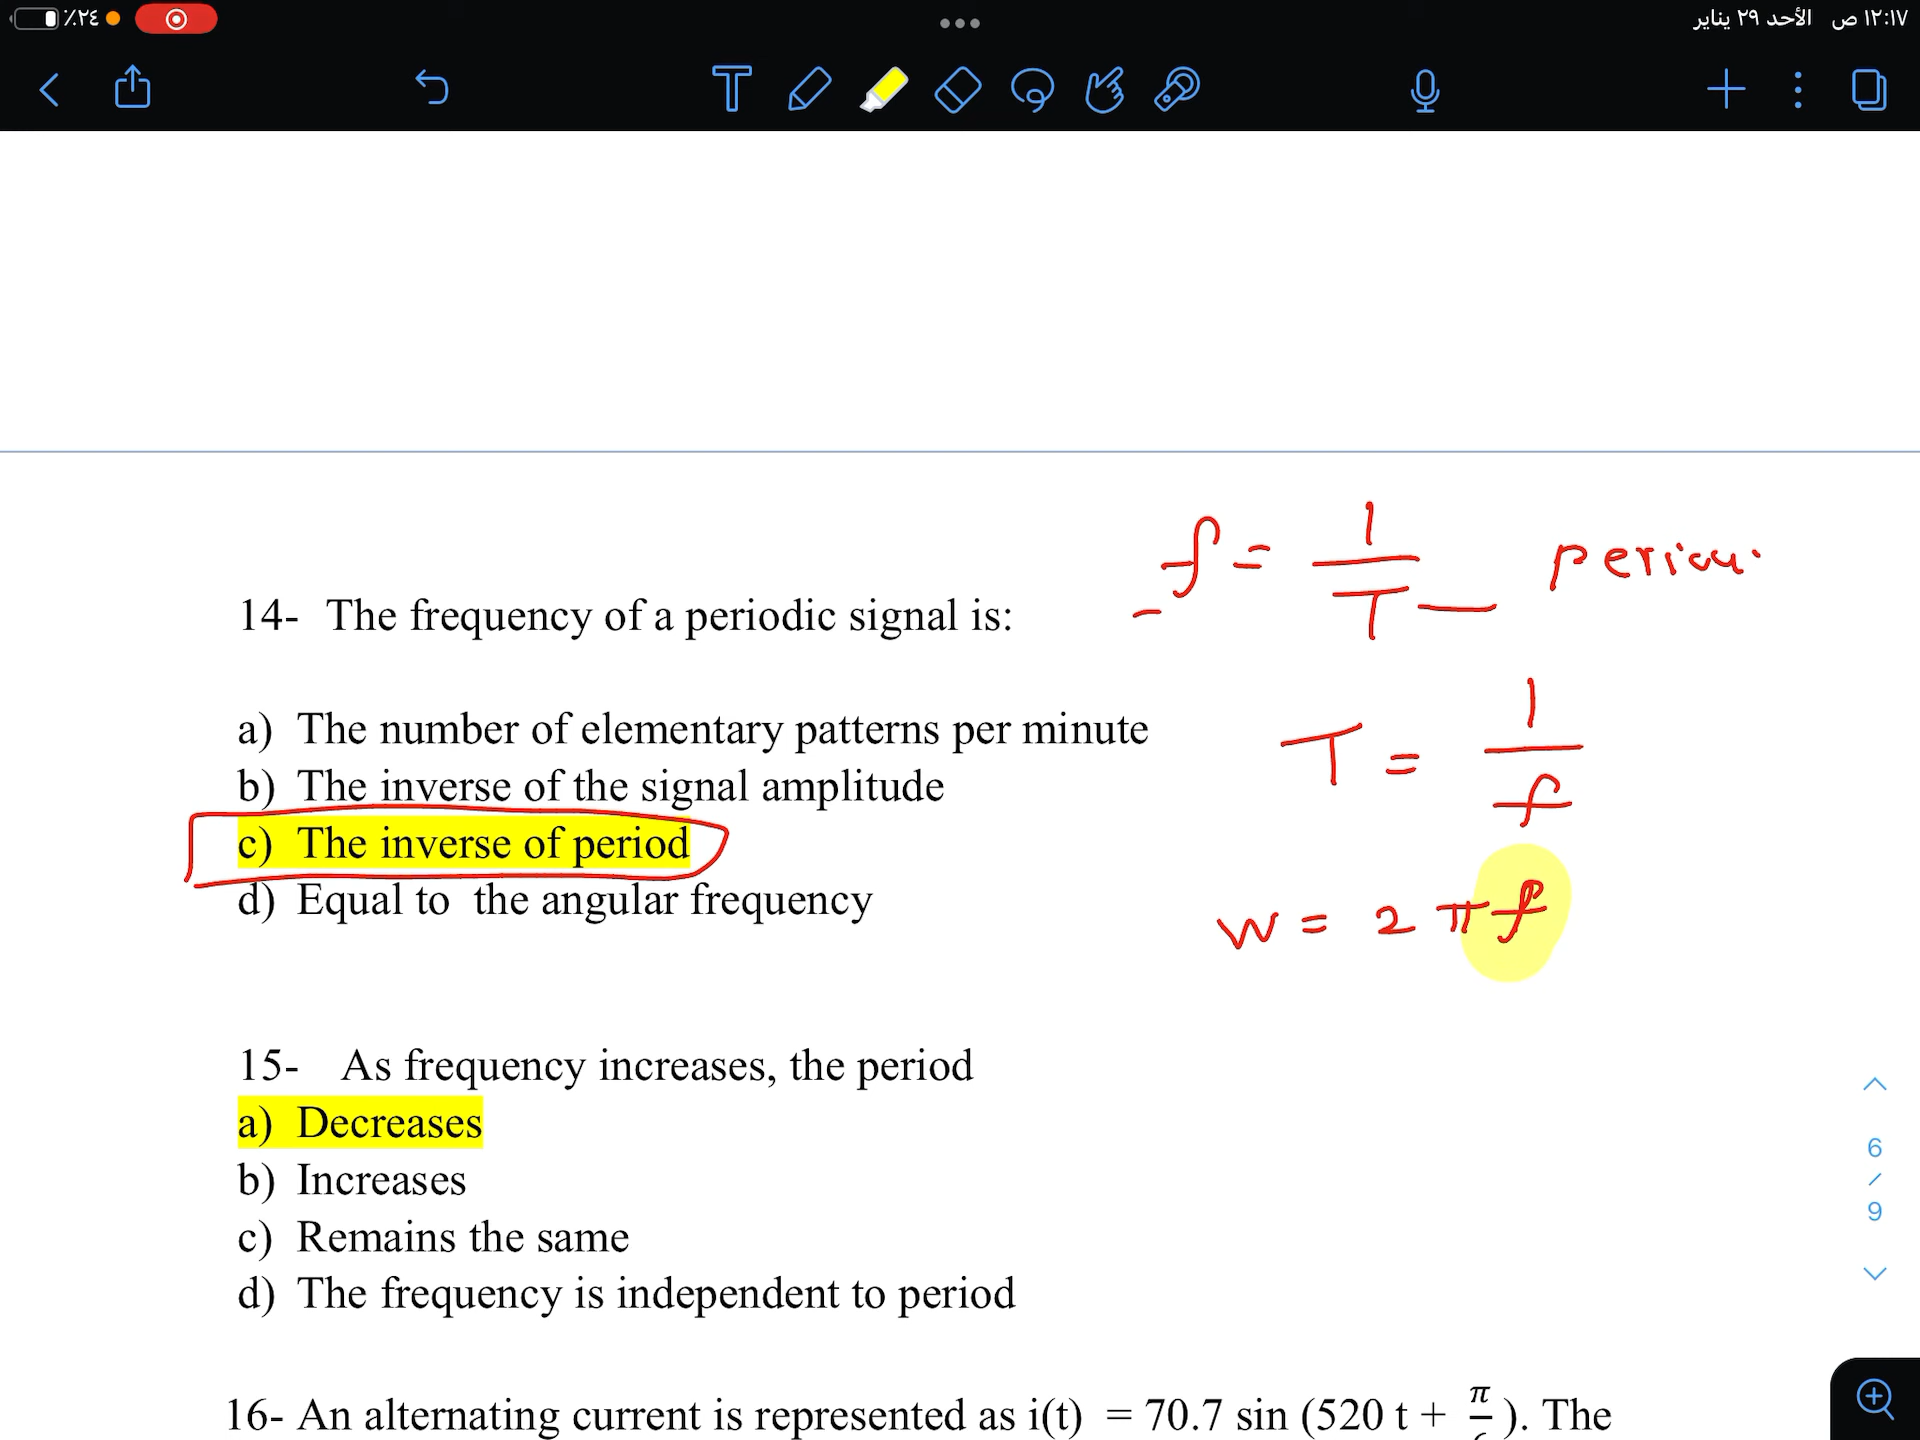 ٪٢٤
١٢:١٧ ص الأحد ٢٩ يناير
f = 1/T
14- The frequency of a periodic signal is:
a) The number of elementary patterns per minute
b) The inverse of the signal amplitude
c) The inverse of period
d) Equal to the angular frequency
T = 1/f
w = 2 π f
15- As frequency increases, the period
a) Decreases
b) Increases
c) Remains the same
d) The frequency is independent to period
16- An alternating current is represented as i(t) = 70.7 sin (520 t + π ). The
6
/
9